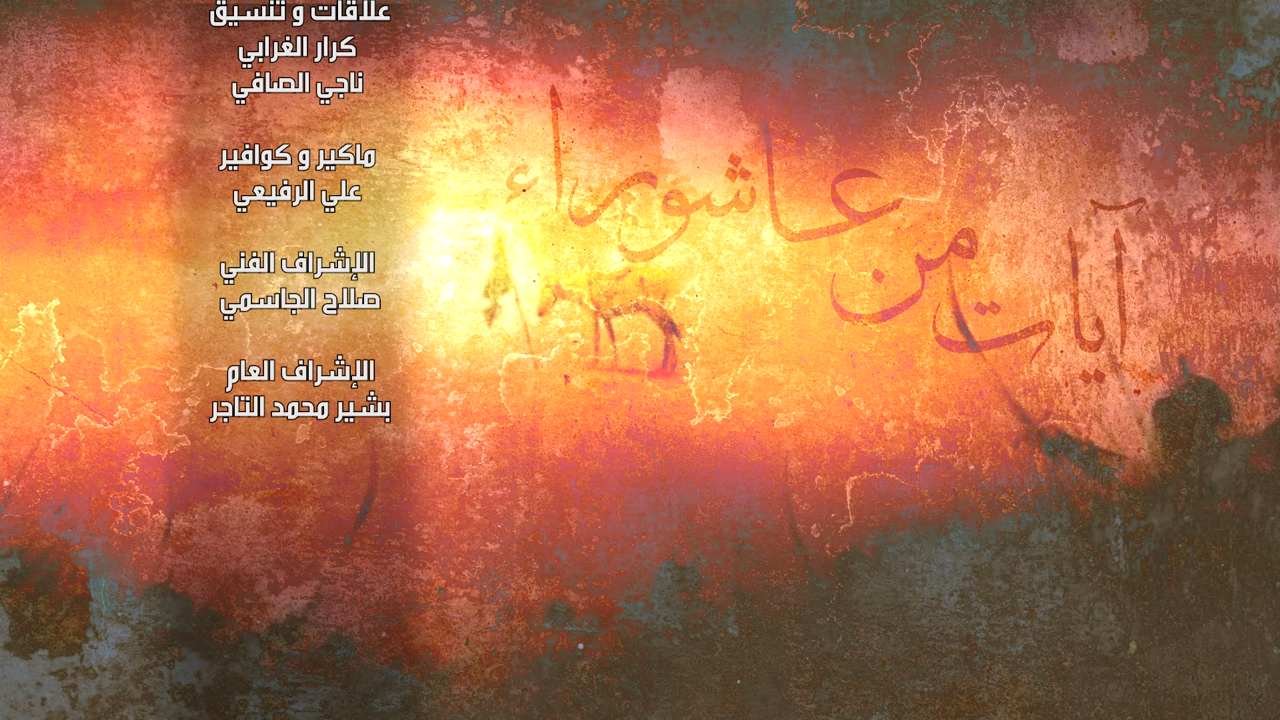 علاقات و تنسيق
كرار الغرابي
ناجي الصافي
ماكير و كوافير
علي الرفيعي
الإشراف الفني
صلاح الجاسمي
الإشراف العام
بشير محمد التاجر
آيات من عاشوراء